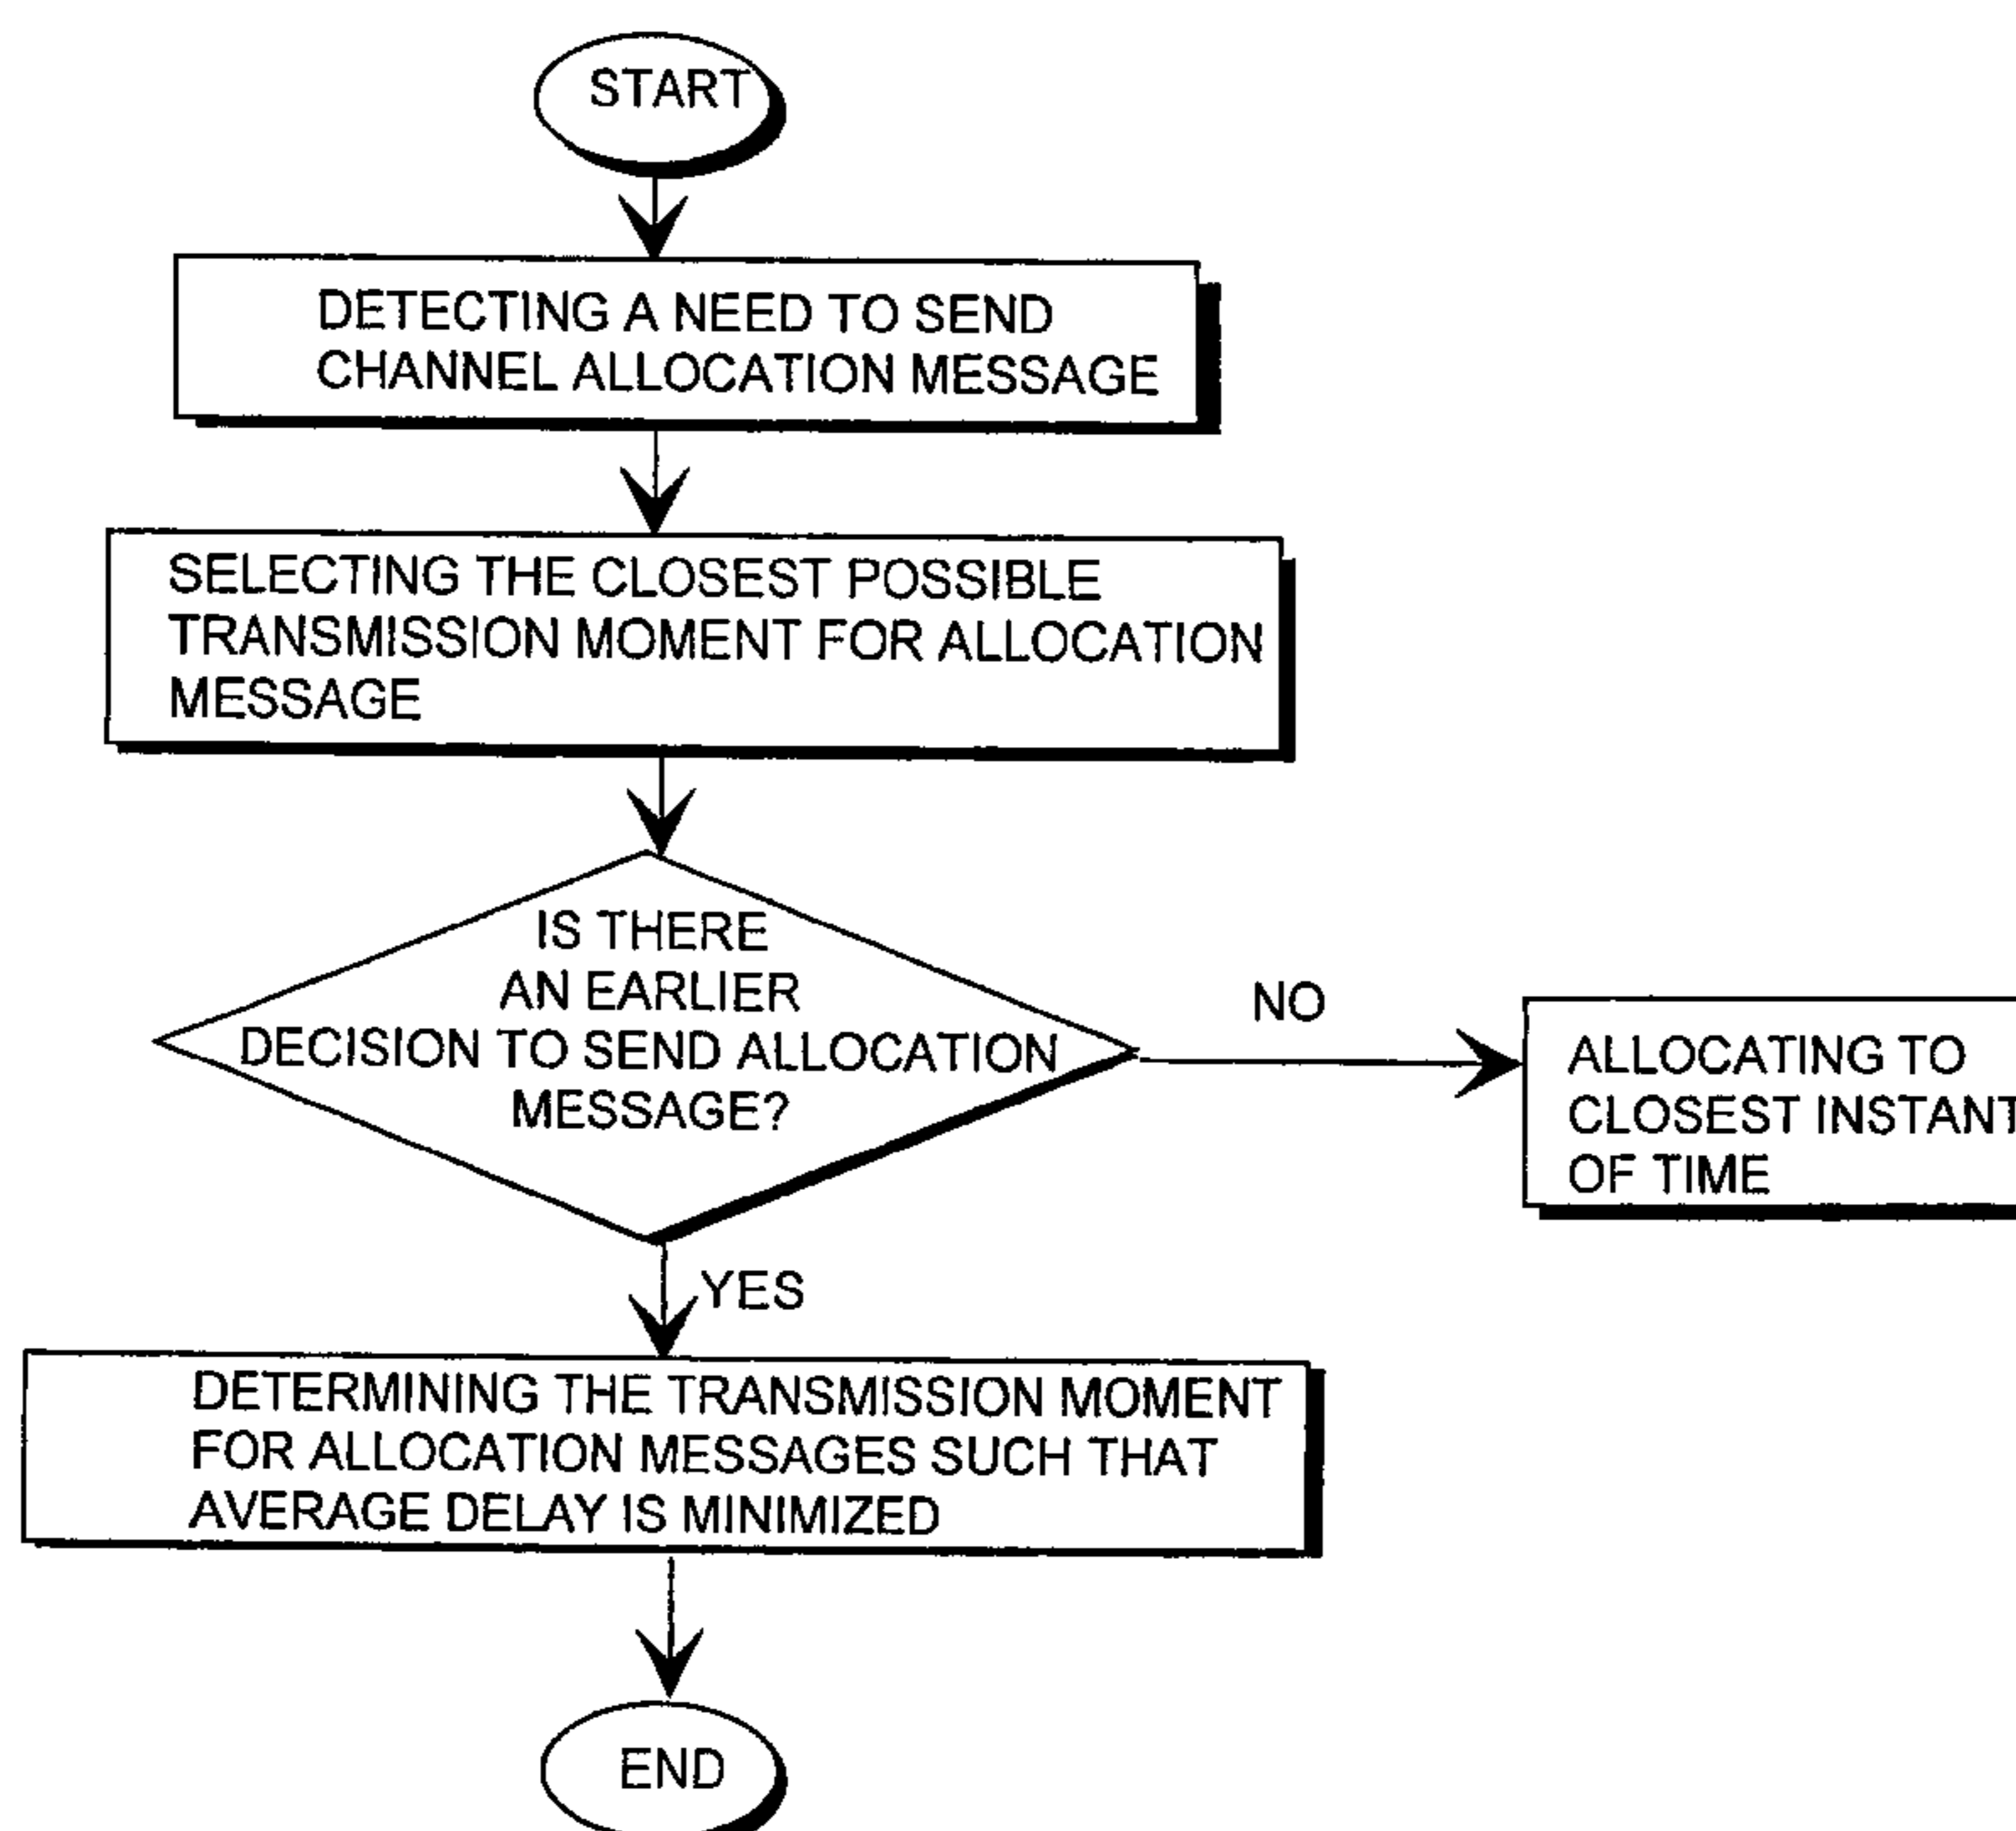 START
DETECTING A NEED TO SEND
CHANNEL ALLOCATION MESSAGE
SELECTING THE CLOSEST POSSIBLE
TRANSMISSION MOMENT FOR ALLOCATION
MESSAGE
IS THERE
AN EARLIER
DECISION TO SEND ALLOCATION
MESSAGE?
NO
ALLOCATING TO
CLOSEST INSTANT
OF TIME
YES
DETERMINING THE TRANSMISSION MOMENT
FOR ALLOCATION MESSAGES SUCH THAT
AVERAGE DELAY IS MINIMIZED
END